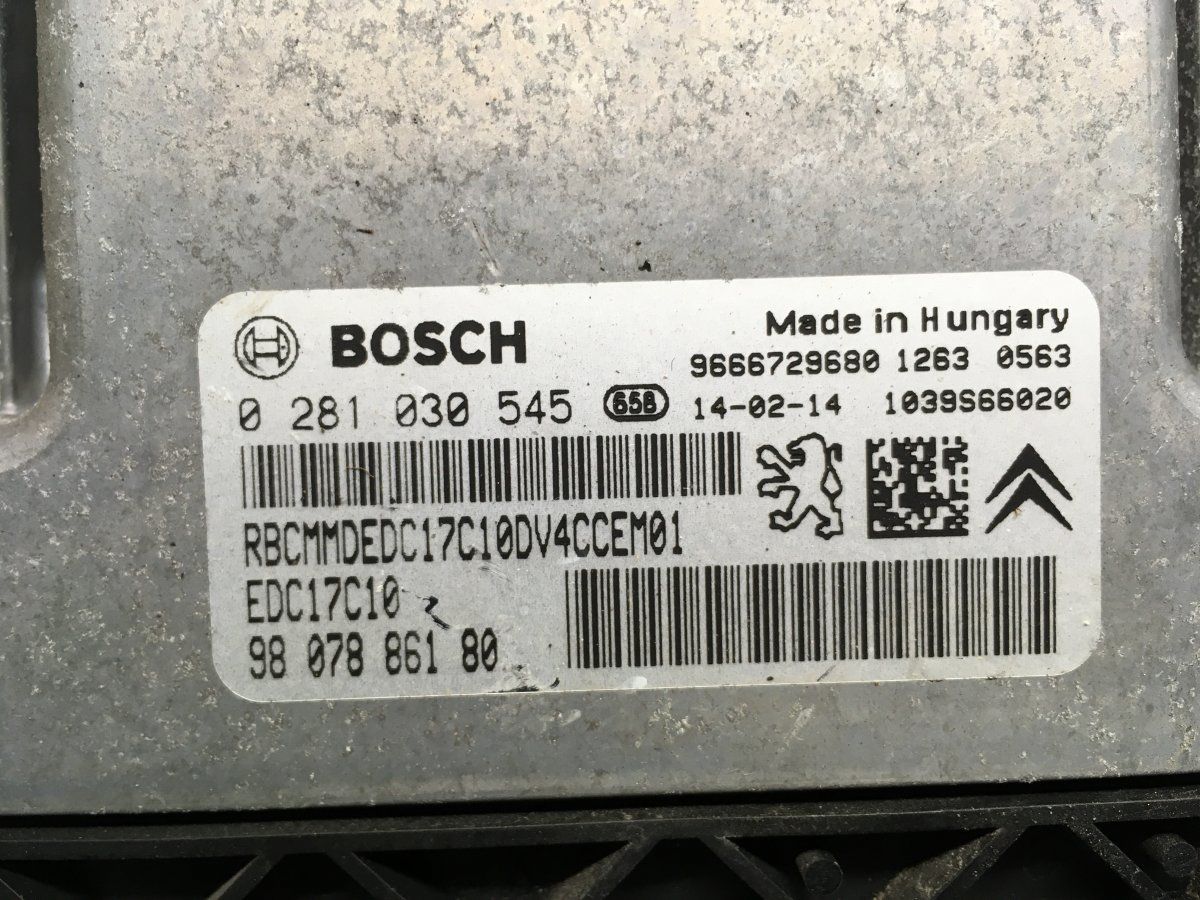 BOSCH
Made in Hungary
9666729680 1263 0563
0 281 030 545 658 14-02-14 1039S66020
RBCMMDEDC17C10DV4CCEM01
EDC17C10
98 078 861 80